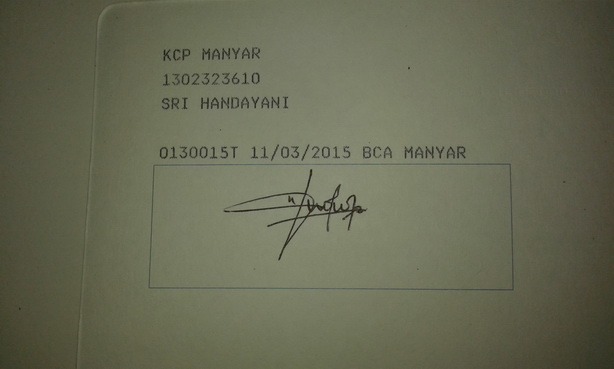 KCP MANYAR
1302323610
SRI HANDAYANI
0130015T 11/03/2015 BCA MANYAR